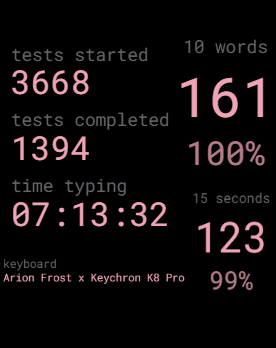 tests started
3668
tests completed
1394
time typing
07:13:32
keyboard
Arion Frost x Keychron K8 Pro
10 words
161
100%
15 seconds
123
99%